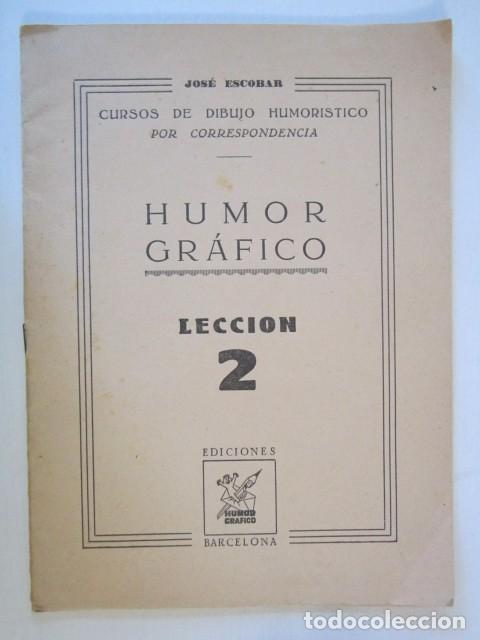 JOSÉ ESCOBAR
CURSOS DE DIBUJO HUMORISTICO
POR CORRESPONDENCIA
HUMOR
GRÁFICO
LECCION
2
EDICIONES
HUMOR
GRAFICO
BARCELONA
todocoleccion